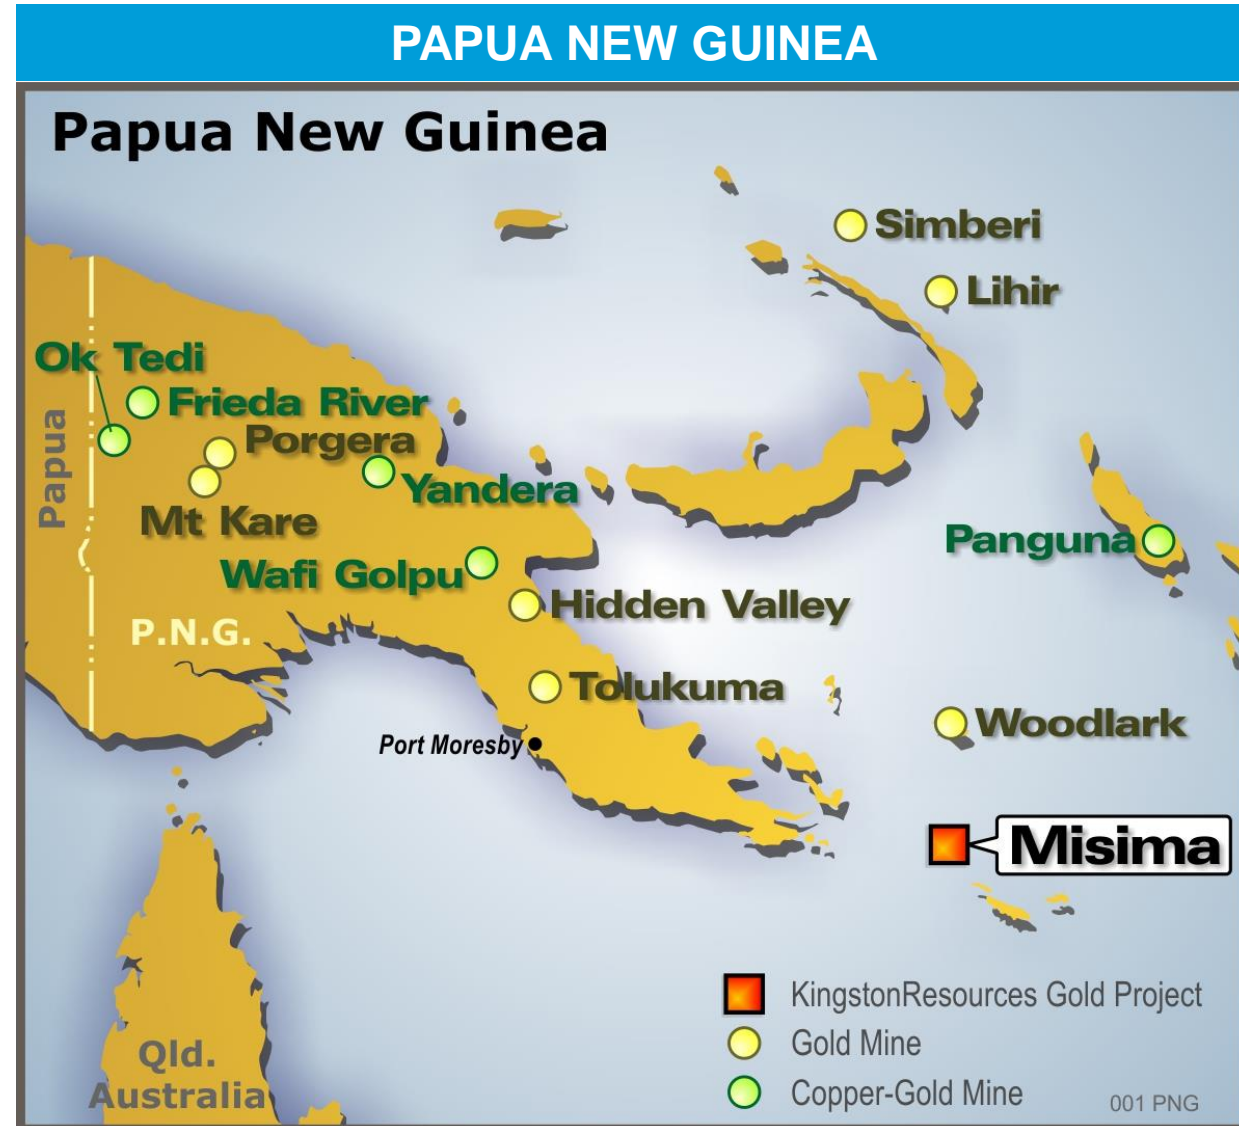 PAPUA NEW GUINEA
Papua New Guinea
Simberi
Lihir
Ok Tedi
Frieda River
Porgera
Papua
Yandera
Mt Kare
Panguna
Wafi Golpu
Hidden Valley
P.N.G.
Tolukuma
Woodlark
Port Moresby
Misima
KingstonResources Gold Project
Gold Mine
Copper-Gold Mine
Qld.
Australia
001 PNG